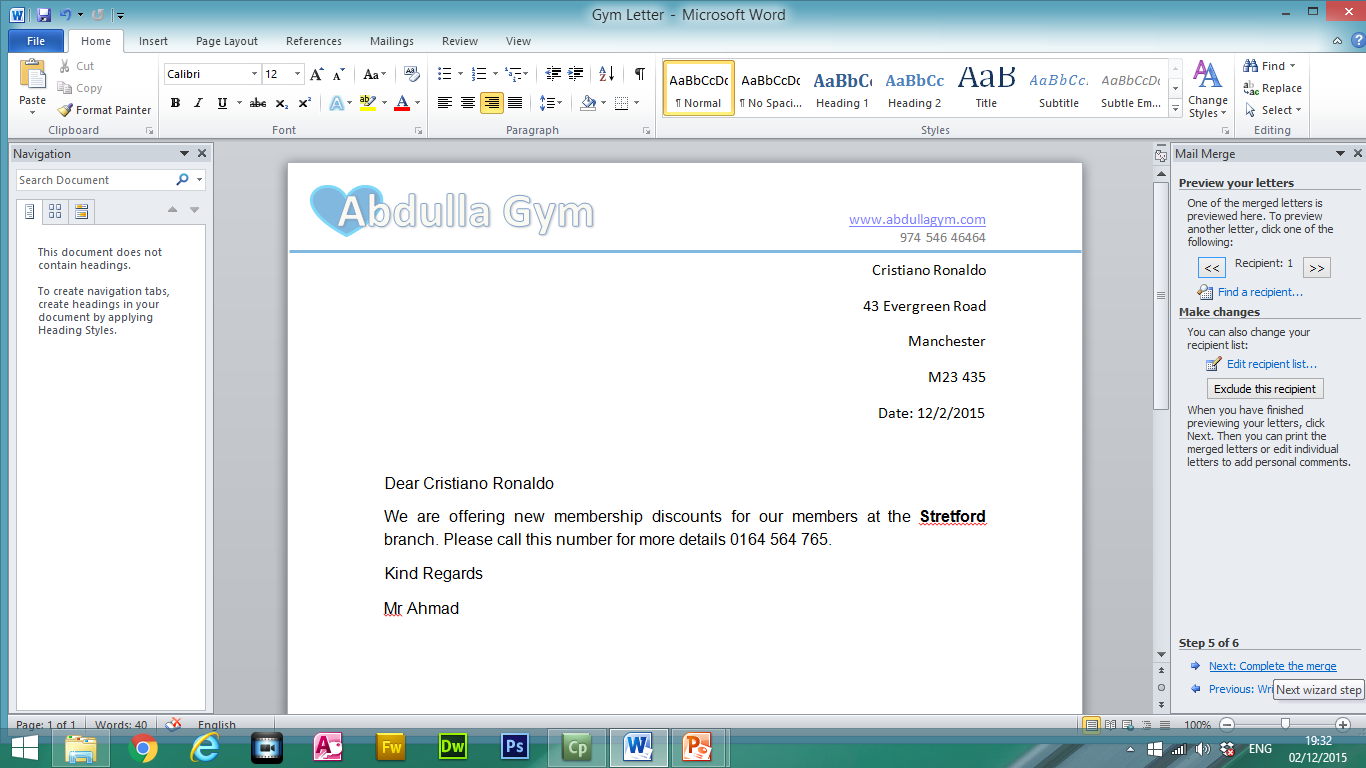 Gym Letter - Microsoft Word
File Home Insert Page Layout References Mailings Review View
Paste
Cut
Copy
Format Painter
Clipboard
Calibri 12
Font
Paragraph
AaBbCcDc AaBbCcDc AaBbC AaBbCc AaB AaBbCc. AaBbCcDc
¶ Normal ¶ No Spaci... Heading 1 Heading 2 Title Subtitle Subtle Em...
Change
Styles
Styles
Find
Replace
Select
Editing
Navigation
Search Document
This document does not
contain headings.
To create navigation tabs,
create headings in your
document by applying
Heading Styles.
Abdulla Gym
www.abdullagym.com
974 546 46464
Cristiano Ronaldo
43 Evergreen Road
Manchester
M23 435
Date: 12/2/2015
Dear Cristiano Ronaldo
We are offering new membership discounts for our members at the Stretford
branch. Please call this number for more details 0164 564 765.
Kind Regards
Mr Ahmad
Mail Merge
Preview your letters
One of the merged letters is
previewed here. To preview
another letter, click one of the
following:
<< Recipient: 1 >>
Find a recipient...
Make changes
You can also change your
recipient list:
Edit recipient list...
Exclude this recipient
When you have finished
previewing your letters, click
Next. Then you can print the
merged letters or edit individual
letters to add personal comments.
Step 5 of 6
Next: Complete the merge
Previous: Wri
Next wizard step
Page: 1 of 1 Words: 40 English
100%
Fw Dw Ps Cp
ENG
19:32
02/12/2015